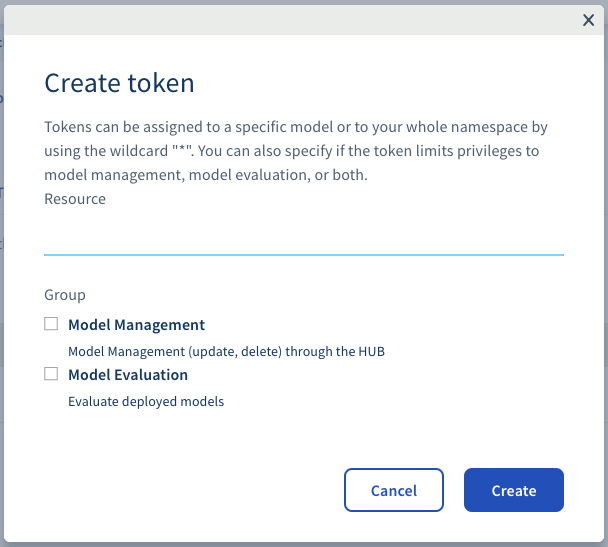 Create token
Tokens can be assigned to a specific model or to your whole namespace by
using the wildcard "*". You can also specify if the token limits privileges to
model management, model evaluation, or both.
Resource
Group
Model Management
Model Management (update, delete) through the HUB
Model Evaluation
Evaluate deployed models
Cancel
Create